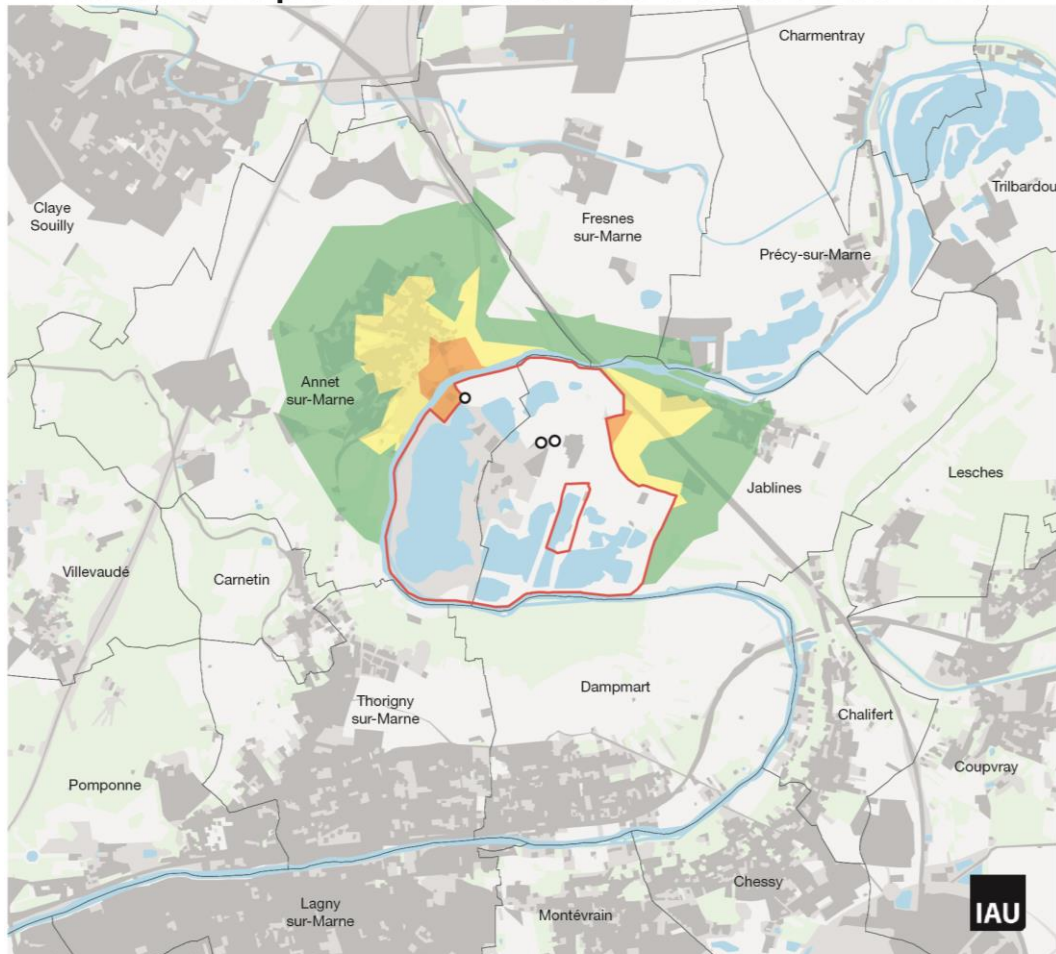 Charmentray
Claye
Souilly
Trilbardou
Fresnes
sur-Marne
Précy-sur-Marne
Annet
sur-Marne
Lesches
Jablines
Villevaudé
Carnetin
Dampmart
Thorigny
sur-Marne
Chalifert
Coupvray
Pomponne
Chessy
Lagny
sur-Marne
Montévrain
IAU